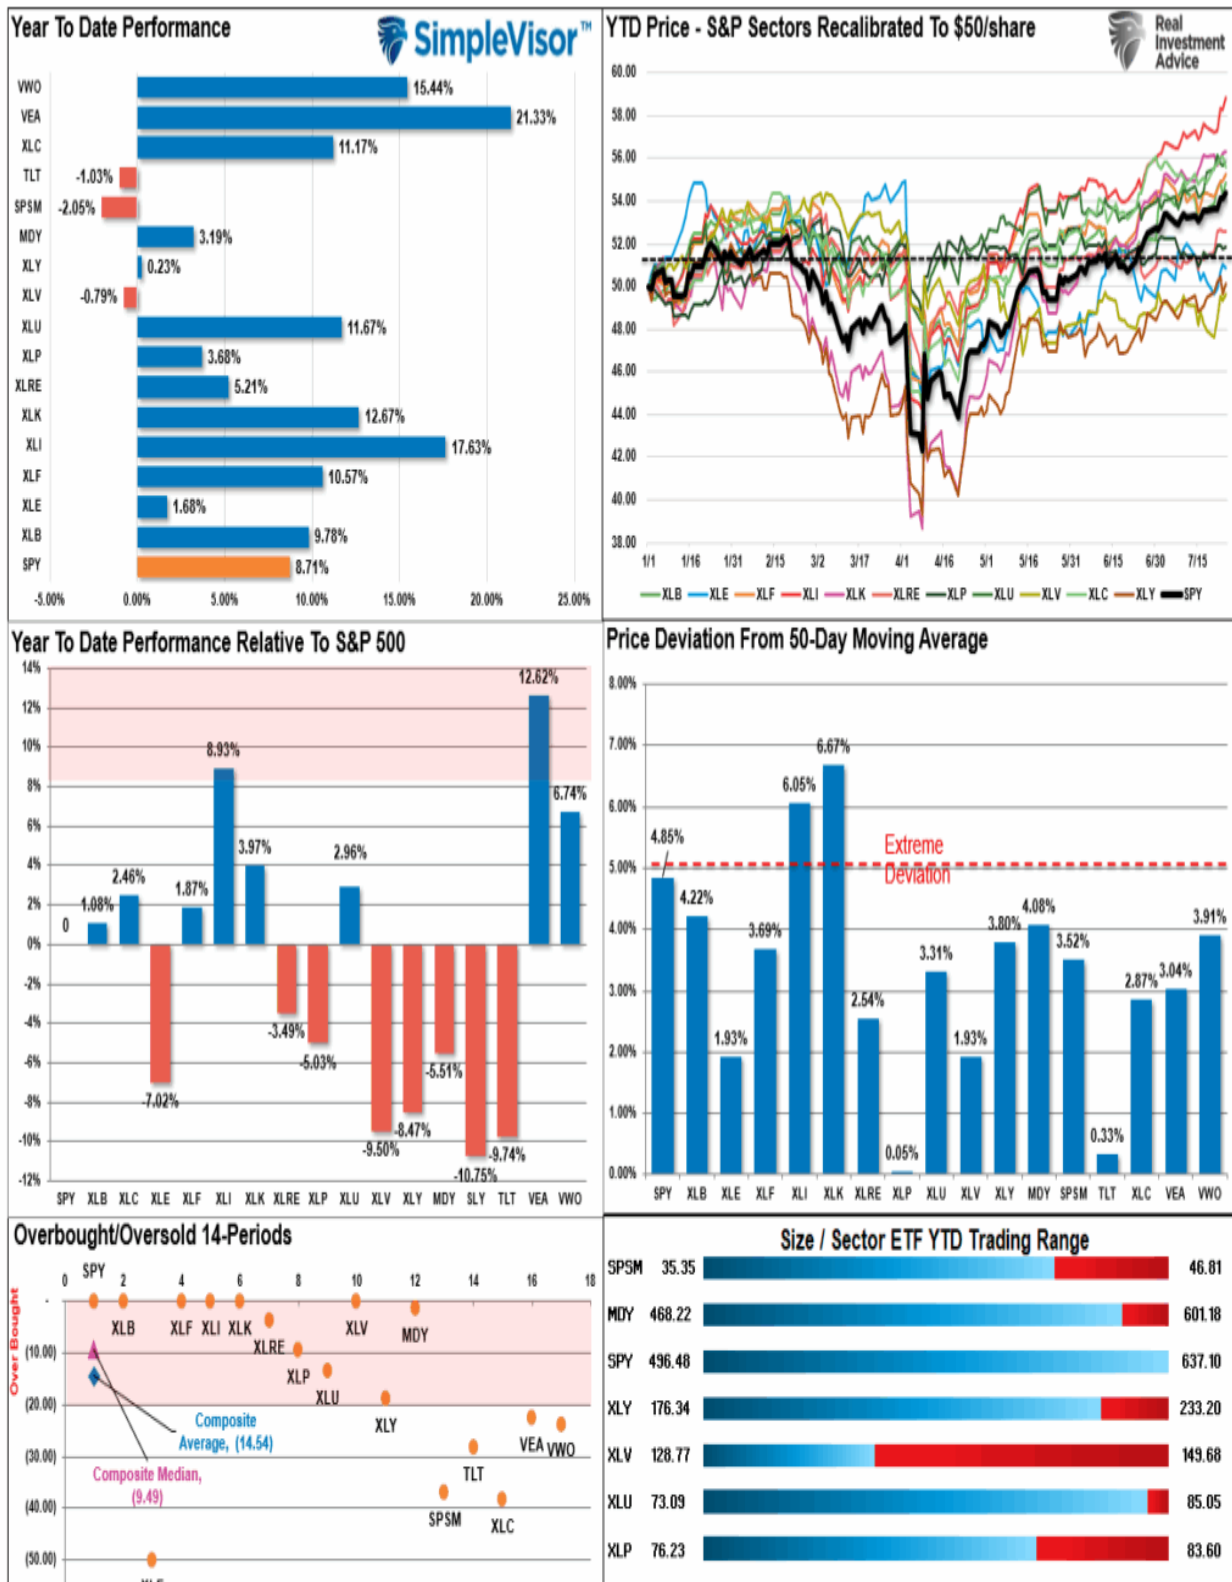 Year To Date Performance
SimpleVisor™
VWO 15.44%
VEA 21.33%
XLC 11.17%
TLT -1.03%
SPSM -2.05%
MDY 3.19%
XLY 0.23%
XLV -0.79%
XLU 11.67%
XLP 3.68%
XLRE 5.21%
XLK 12.67%
XLI 17.63%
XLF 10.57%
XLE 1.68%
XLB 9.78%
SPY 8.71%
-5.00% 0.00% 5.00% 10.00% 15.00% 20.00% 25.00%
YTD Price - S&P Sectors Recalibrated To $50/share
Real
Investment
Advice
60.00
58.00
56.00
54.00
52.00
50.00
48.00
46.00
44.00
42.00
40.00
38.00
1/1 1/16 1/31 2/15 3/2 3/17 4/1 4/16 5/1 5/16 5/31 6/15 6/30 7/15
XLB XLE XLF XLI XLK XLRE XLP XLU XLV XLC XLY SPY
Year To Date Performance Relative To S&P 500
14%
12%
10%
8%
6%
4%
2%
0%
-2%
-4%
-6%
-8%
-10%
-12%
0 1.08% 2.46% -7.02% 1.87% 8.93% 3.97% -3.49% -5.03% 2.96% -9.50% -8.47% -5.51% -10.75% -9.74% 12.62% 6.74%
SPY XLB XLC XLE XLF XLI XLK XLRE XLP XLU XLV XLY MDY SLY TLT VEA VWO
Price Deviation From 50-Day Moving Average
8.00%
7.00%
6.00%
5.00%
4.00%
3.00%
2.00%
1.00%
0.00%
Extreme
Deviation
4.85% 4.22% 1.93% 3.69% 6.05% 6.67% 2.54% 0.05% 3.31% 1.93% 3.80% 4.08% 3.52% 0.33% 2.87% 3.04% 3.91%
SPY XLB XLE XLF XLI XLK XLRE XLP XLU XLV XLY MDY SPSM TLT XLC VEA VWO
Overbought/Oversold 14-Periods
0 2 4 6 8 10 12 14 16 18
SPY
Over Bought
-
(10.00)
(20.00)
(30.00)
(40.00)
(50.00)
XLB XLF XLI XLK XLV
MDY
XLRE
XLP
XLU
XLY
VEA VWO
TLT
SPSM
XLC
Composite
Average, (14.54)
Composite Median,
(9.49)
Size / Sector ETF YTD Trading Range
SPSM 35.35 46.81
MDY 468.22 601.18
SPY 496.48 637.10
XLY 176.34 233.20
XLV 128.77 149.68
XLU 73.09 85.05
XLP 76.23 83.60